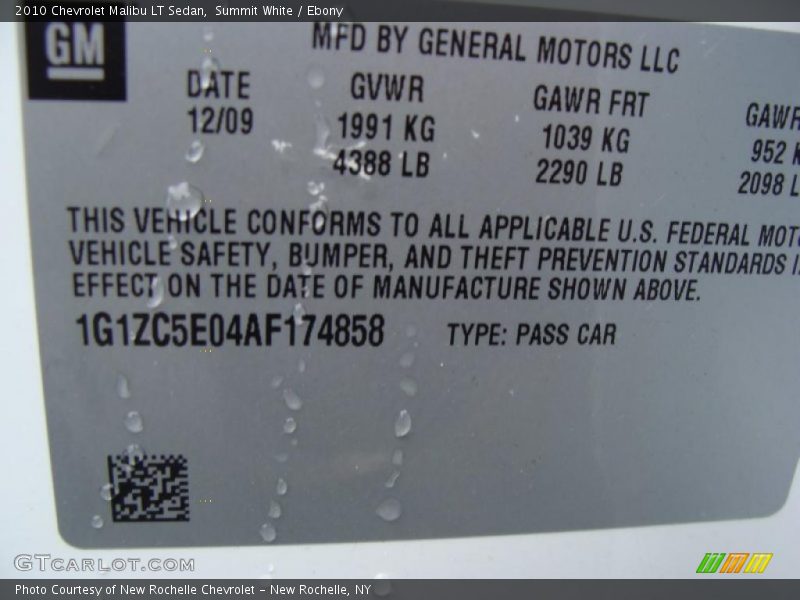 2010 Chevrolet Malibu LT Sedan, Summit White / Ebony
GM
MFD BY GENERAL MOTORS LLC
DATE GVWR GAWR FRT GAWR
12/09 1991 KG 1039 KG 952
4388 LB 2290 LB 2098
THIS VEHICLE CONFORMS TO ALL APPLICABLE U.S. FEDERAL MOT
VEHICLE SAFETY, BUMPER, AND THEFT PREVENTION STANDARDS
EFFECT ON THE DATE OF MANUFACTURE SHOWN ABOVE.
1G1ZC5E04AF174858 TYPE: PASS CAR
GTCARLOT.COM
Photo Courtesy of New Rochelle Chevrolet - New Rochelle, NY